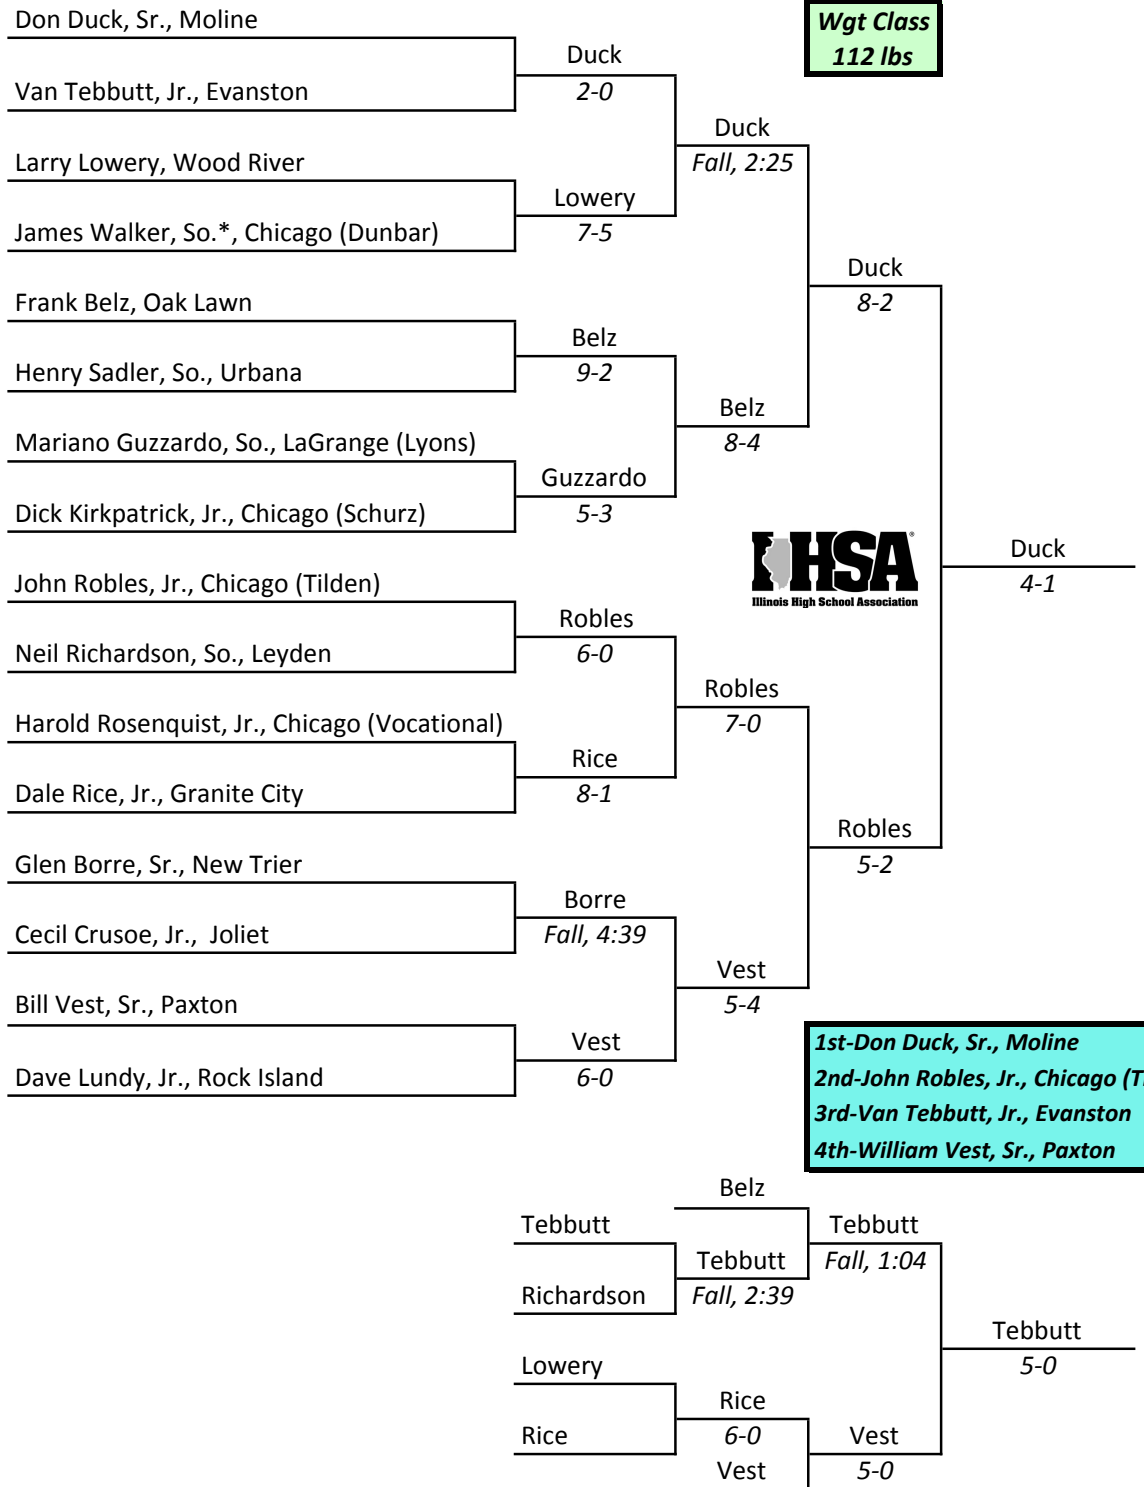 Don Duck, Sr., Moline
Wgt Class
112 lbs
Duck
Van Tebbutt, Jr., Evanston
2-0
Duck
Larry Lowery, Wood River
Fall, 2:25
Lowery
James Walker, So.*, Chicago (Dunbar)
7-5
Duck
Frank Belz, Oak Lawn
8-2
Belz
Henry Sadler, So., Urbana
9-2
Belz
Mariano Guzzardo, So., LaGrange (Lyons)
8-4
Guzzardo
Dick Kirkpatrick, Jr., Chicago (Schurz)
5-3
IHSA®
Illinois High School Association
Duck
John Robles, Jr., Chicago (Tilden)
4-1
Robles
Neil Richardson, So., Leyden
6-0
Robles
Harold Rosenquist, Jr., Chicago (Vocational)
7-0
Rice
Dale Rice, Jr., Granite City
8-1
Robles
Glen Borre, Sr., New Trier
5-2
Borre
Cecil Crusoe, Jr., Joliet
Fall, 4:39
Vest
Bill Vest, Sr., Paxton
5-4
Vest
Dave Lundy, Jr., Rock Island
6-0
1st-Don Duck, Sr., Moline
2nd-John Robles, Jr., Chicago
3rd-Van Tebbutt, Jr., Evanston
4th-William Vest, Sr., Paxton
Belz
Tebbutt
Tebbutt
Tebbutt
Fall, 1:04
Richardson
Fall, 2:39
Tebbutt
Lowery
5-0
Rice
Rice
6-0
Vest
Vest
5-0